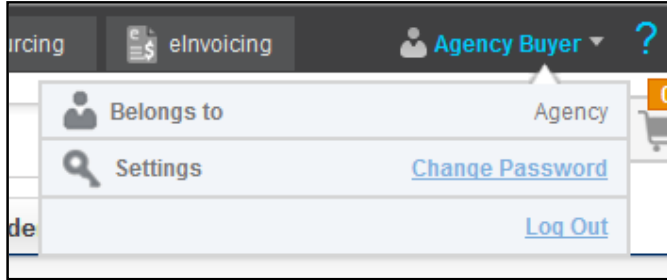 rcing eInvoicing Agency Buyer ?
Belongs to Agency
Settings Change Password
Log Out
de